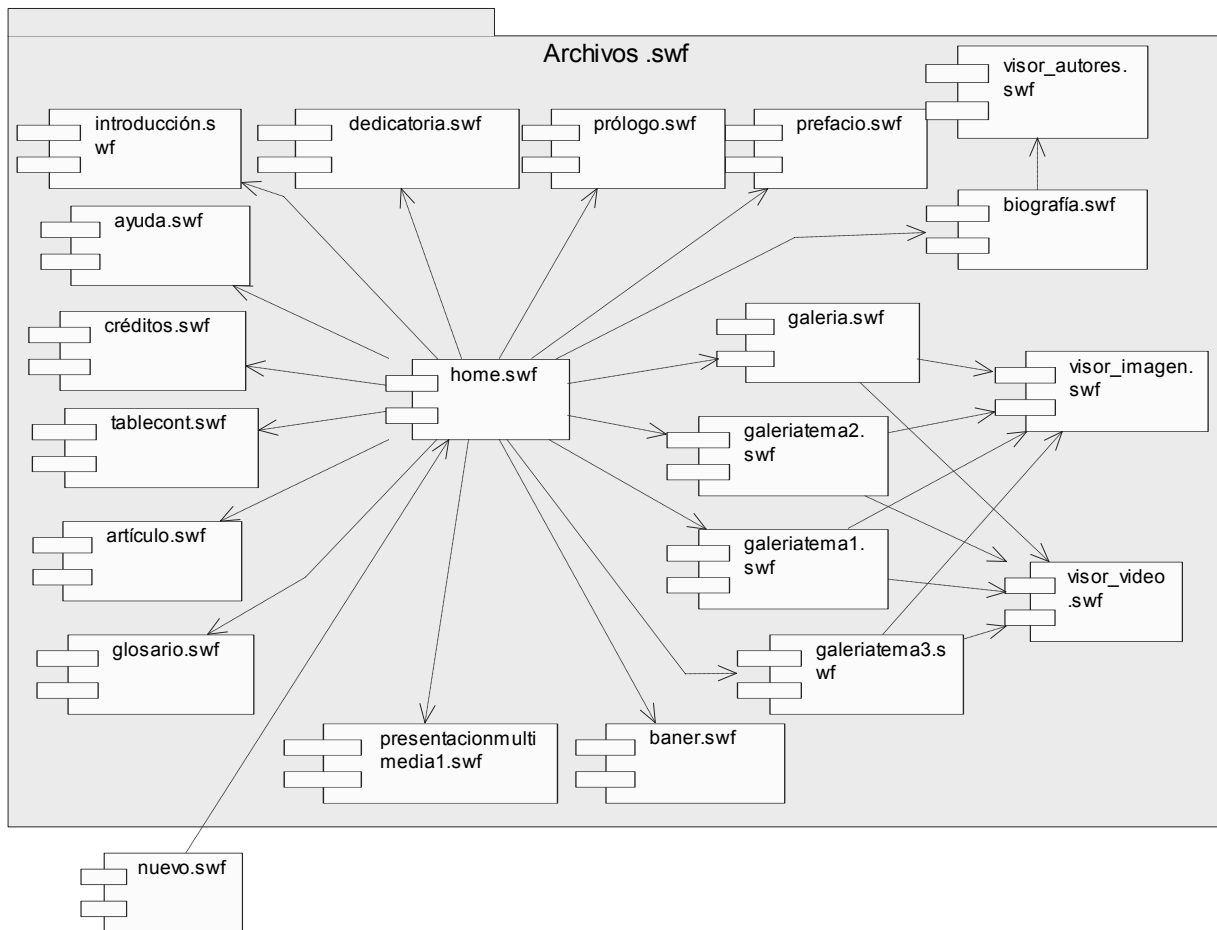 Archivos .swf
visor_autores.
swf
introducción.s
wf
dedicatoria.swf
prólogo.swf
prefacio.swf
biografía.swf
ayuda.swf
créditos.swf
galeria.swf
home.swf
visor_imagen.
swf
tablecont.swf
galeriatema2.
swf
artículo.swf
galeriatema1.
swf
visor_video
.swf
glosario.swf
galeriatema3.s
wf
presentacionmulti
media1.swf
baner.swf
nuevo.swf